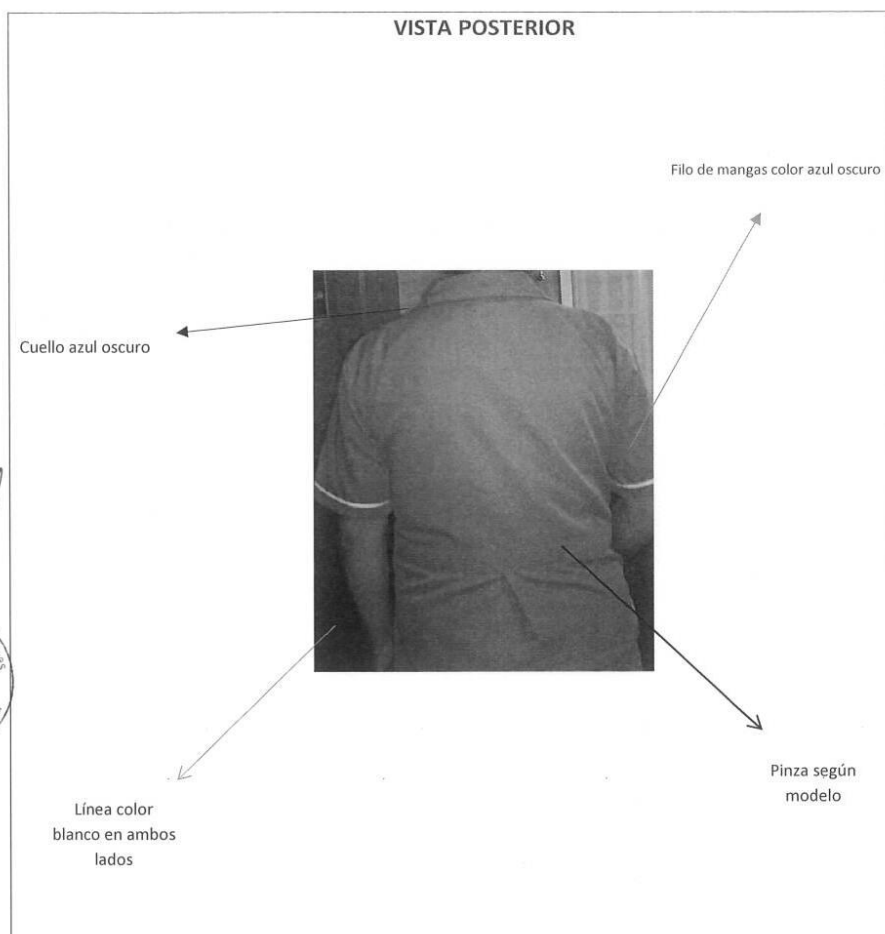 VISTA POSTERIOR
Filo de mangas color azul oscuro
Cuello azul oscuro
Pinza según
modelo
Línea color
blanco en ambos
lados